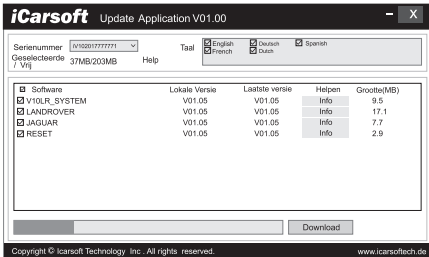 iCarsoft Update Application V01.00 - X
Serienummer IV102017777771 Taal English Deutsch Spanish
French Dutch
Geselecteerde / Vrij 37MB/203MB Help
Software Lokale Versie Laatste versie Helpen Grootte(MB)
V10LR_SYSTEM V01.05 V01.05 Info 9.5
LANDROVER V01.05 V01.05 Info 17.1
JAGUAR V01.05 V01.05 Info 7.7
RESET V01.05 V01.05 Info 2.9
Download
Copyright © Icarsoft Technology Inc. All rights reserved. www.icarsoftech.de